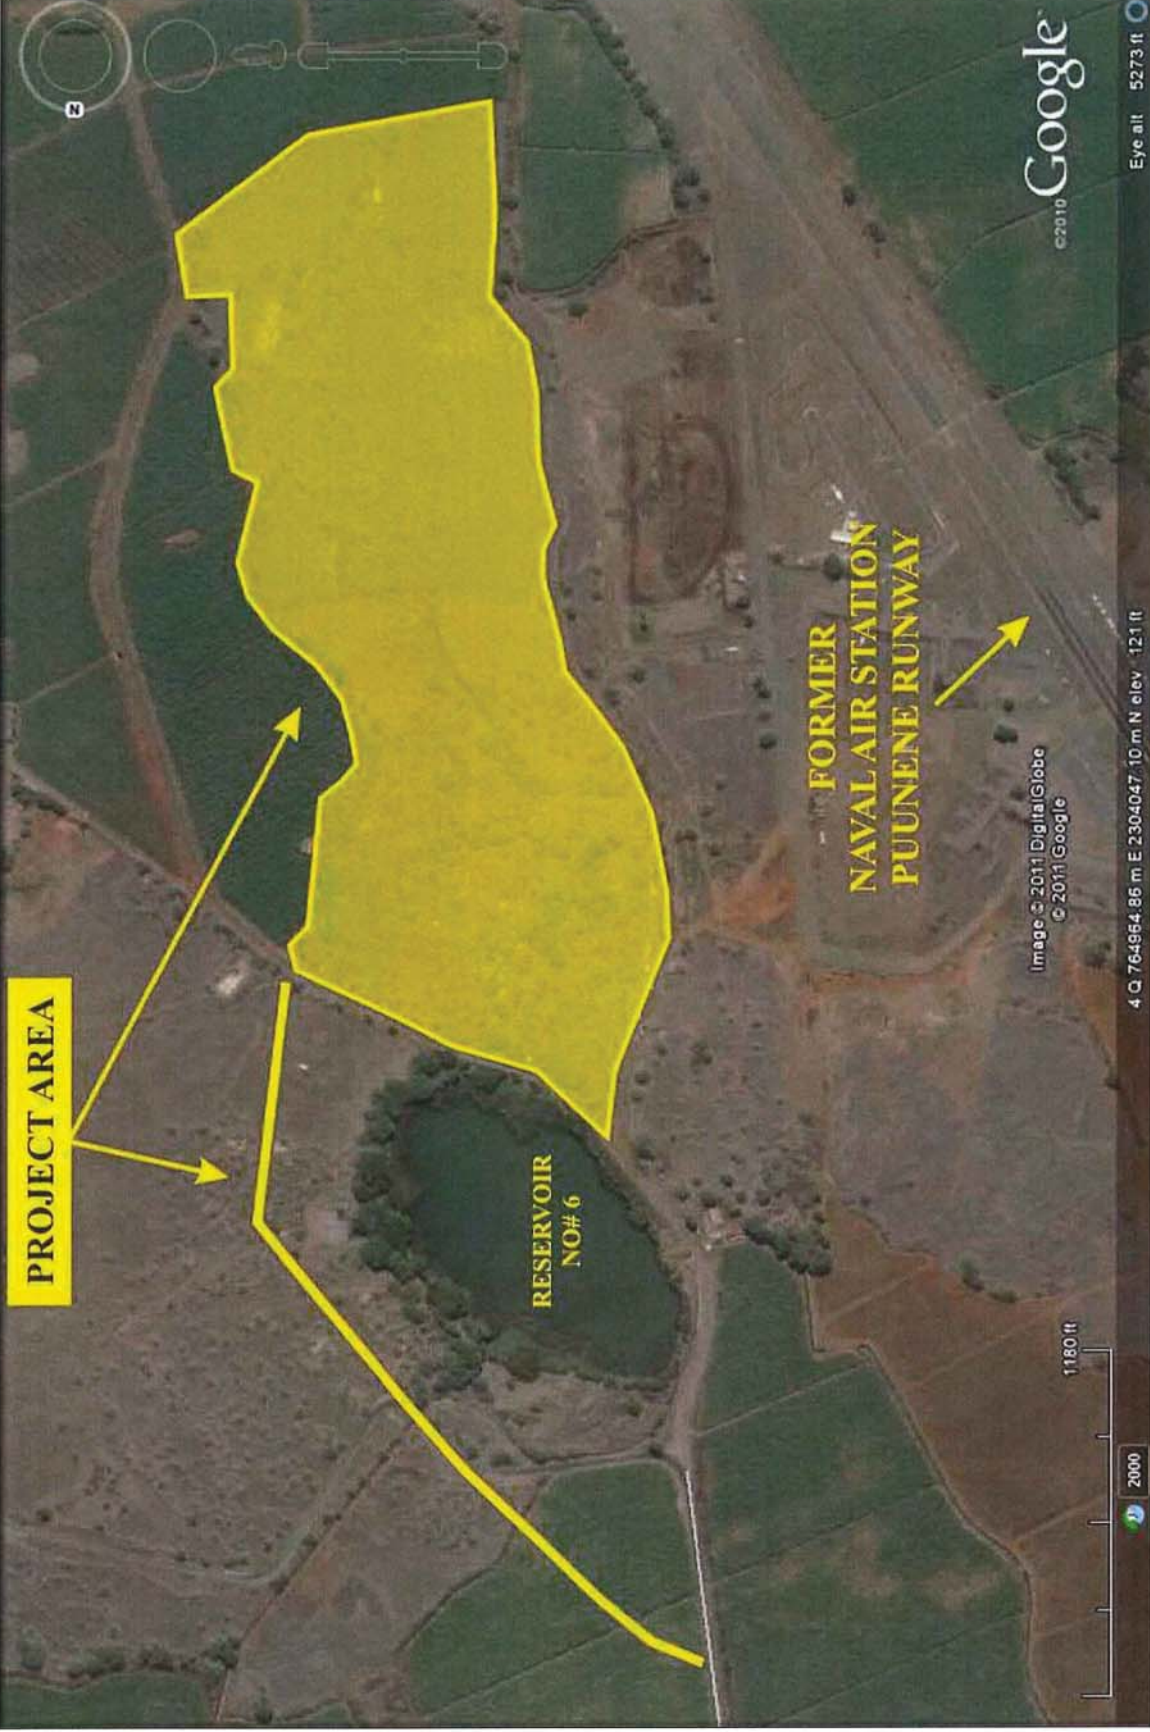 PROJECT AREA
RESERVOIR
NO# 6
FORMER
NAVAL AIR STATION
PUUNENE RUNWAY
N
©2010 Google
Image © 2011 DigitalGlobe
© 2011 Google
1180 ft
2000
4 Q 764964.86 m E 2304047.10 m N elev 121 ft
Eye alt 5273 ft